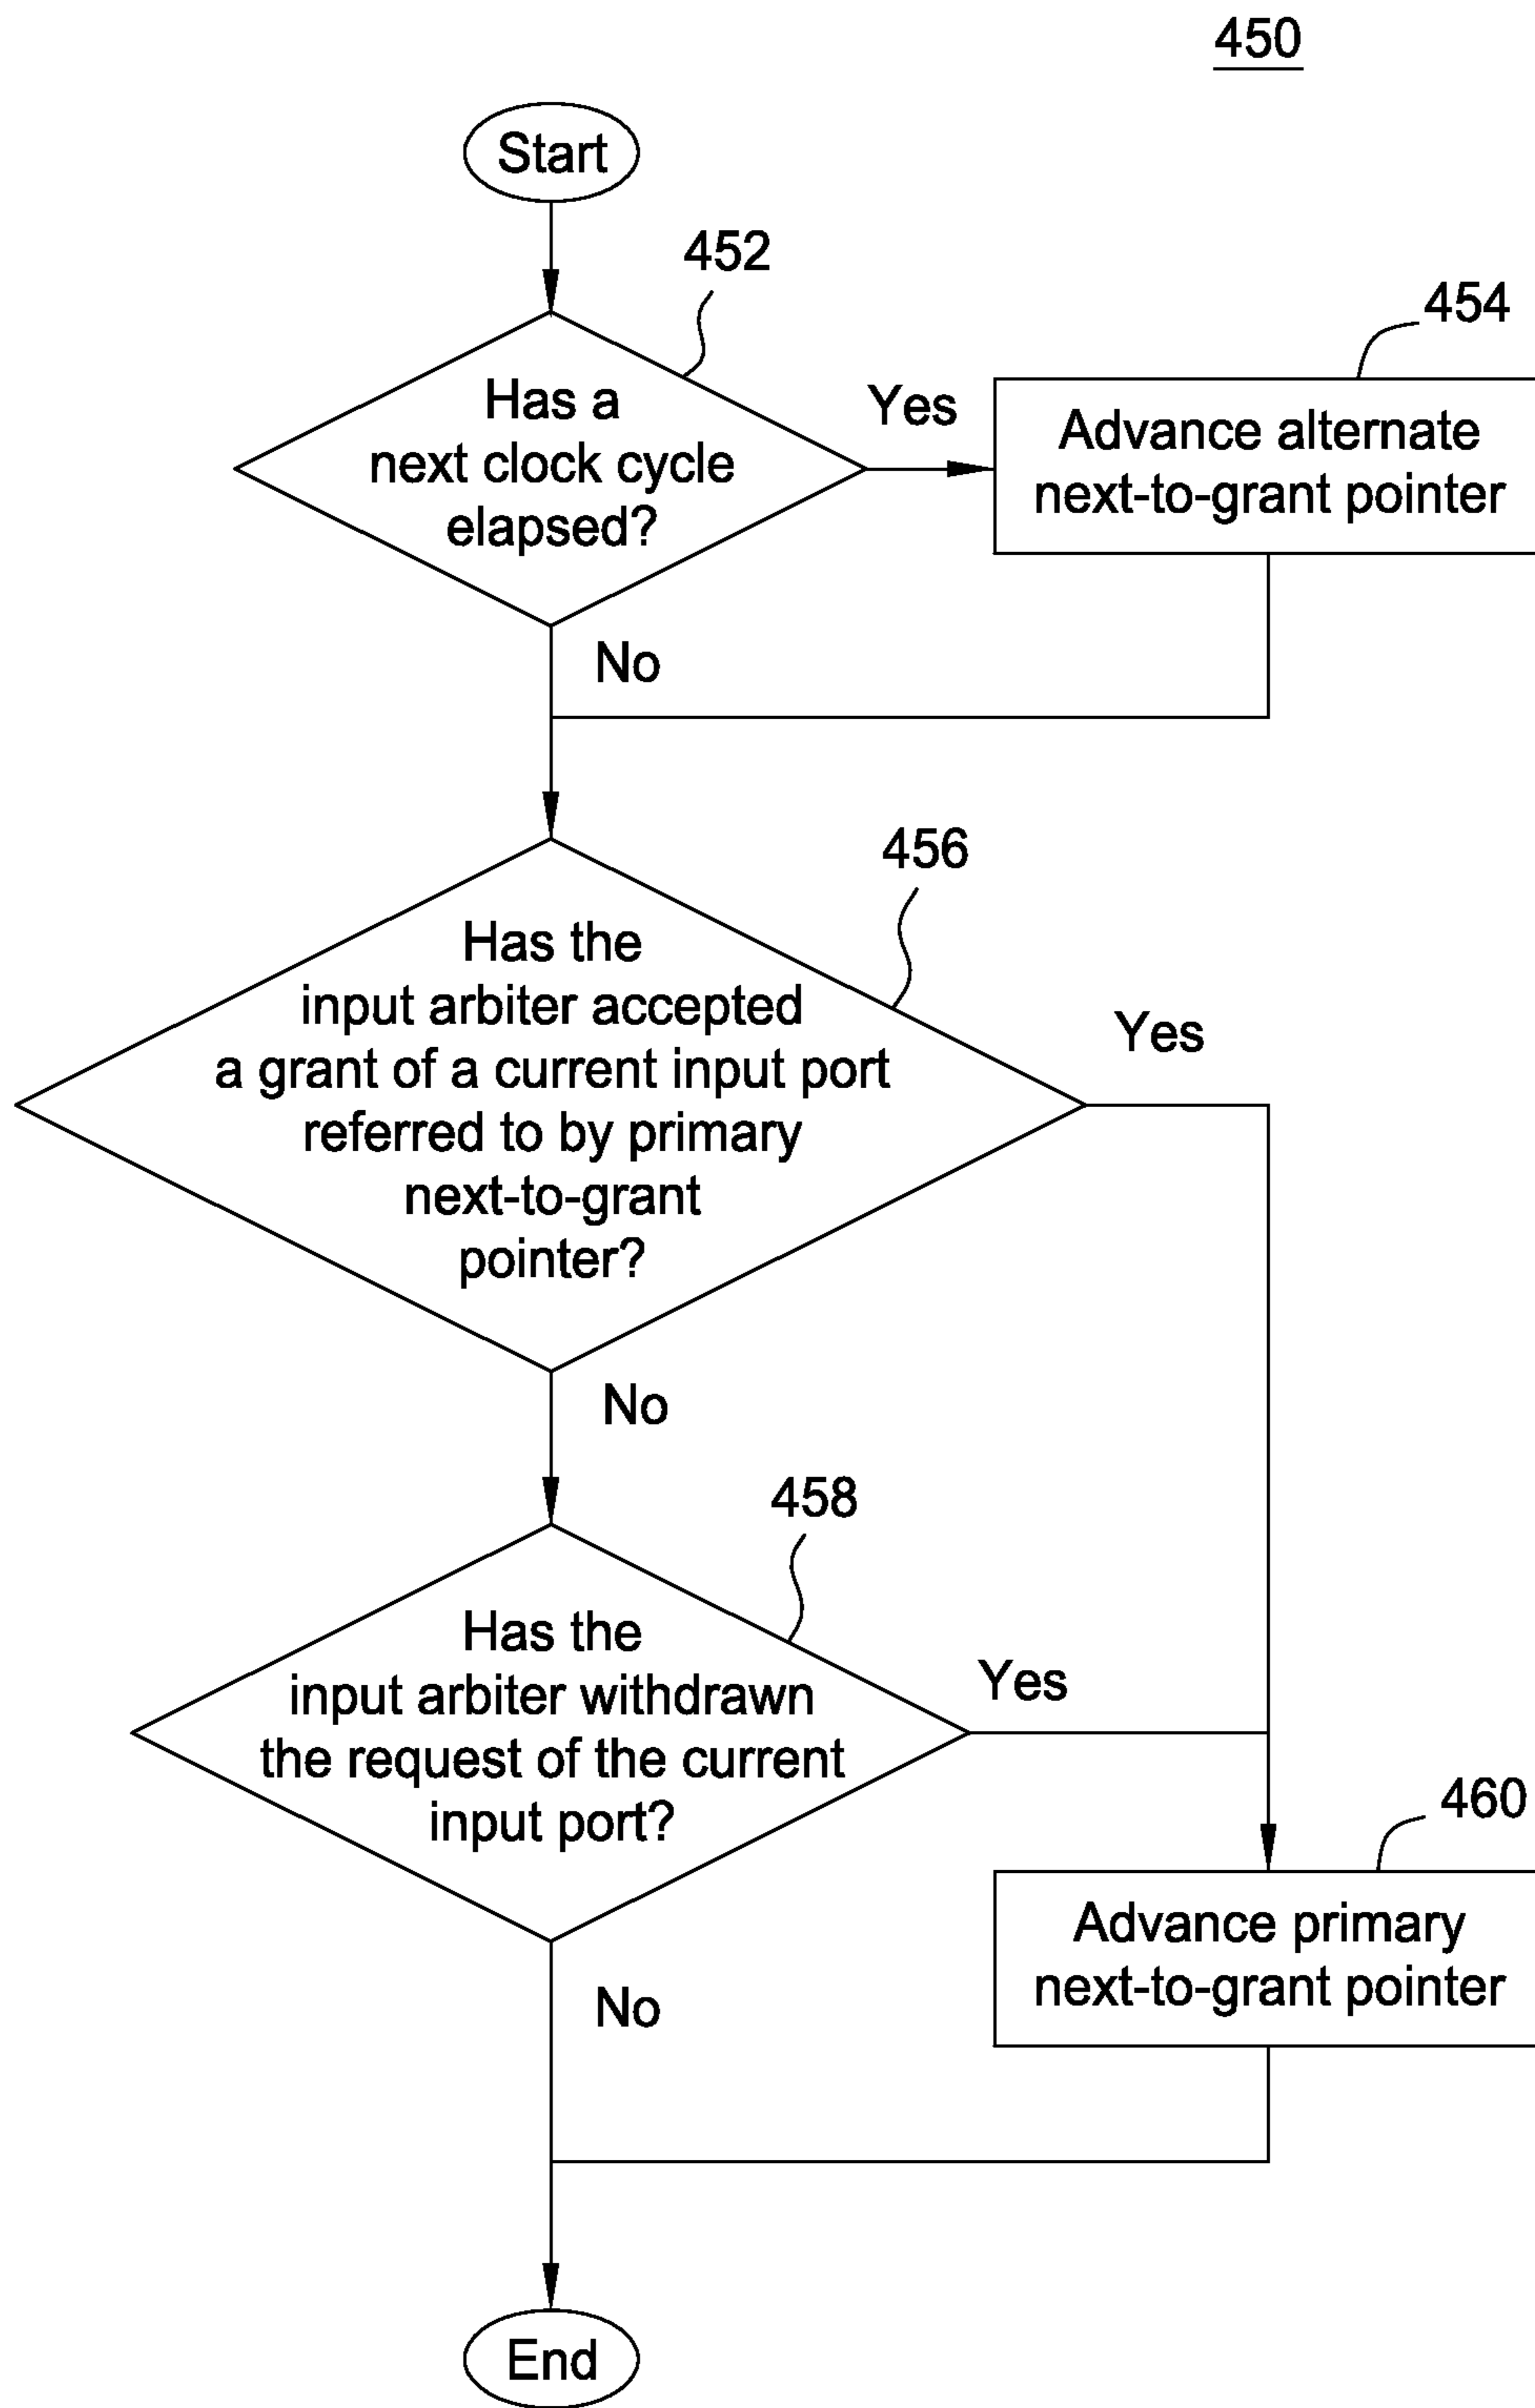 450
Start
452
454
Has a
next clock cycle
elapsed?
Yes
Advance alternate
next-to-grant pointer
No
456
Has the
input arbiter accepted
a grant of a current input port
referred to by primary
next-to-grant
pointer?
Yes
No
458
Has the
input arbiter withdrawn
the request of the current
input port?
Yes
460
Advance primary
next-to-grant pointer
No
End